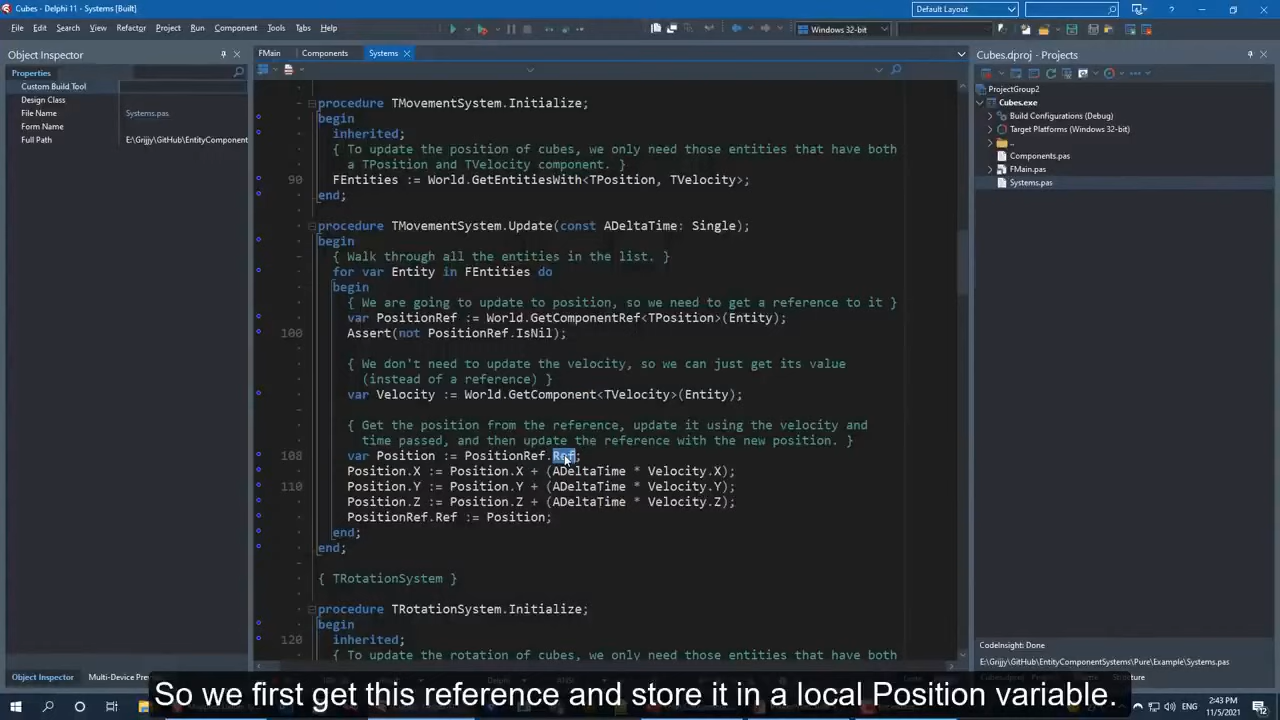 Cubes - Delphi 11 - Systems [Built]
Default Layout
File Edit Search View Refactor Project Run Component Tools Tabs Help
Windows 32-bit
Object Inspector
Properties
Custom Build Tool
Design Class
File Name Systems.pas
Form Name
Full Path E:\Grijjy\GitHub\EntityComponent
FMain Components Systems
procedure TMovementSystem.Initialize;
begin
inherited;
{ To update the position of cubes, we only need those entities that have both
a TPosition and TVelocity component. }
90 FEntities := World.GetEntitiesWith<TPosition, TVelocity>;
end;
procedure TMovementSystem.Update(const ADeltaTime: Single);
begin
{ Walk through all the entities in the list. }
for var Entity in FEntities do
begin
{ We are going to update to position, so we need to get a reference to it }
var PositionRef := World.GetComponentRef<TPosition>(Entity);
100 Assert(not PositionRef.IsNil);
{ We don't need to update the velocity, so we can just get its value
(instead of a reference) }
var Velocity := World.GetComponent<TVelocity>(Entity);
{ Get the position from the reference, update it using the velocity and
time passed, and then update the reference with the new position. }
108 var Position := PositionRef.Ref;
Position.X := Position.X + (ADeltaTime * Velocity.X);
110 Position.Y := Position.Y + (ADeltaTime * Velocity.Y);
Position.Z := Position.Z + (ADeltaTime * Velocity.Z);
PositionRef.Ref := Position;
end;
end;
{ TRotationSystem }
procedure TRotationSystem.Initialize;
begin
120 inherited;
{ To update the rotation of cubes, we only need those entities that have both
Cubes.dproj - Projects
ProjectGroup2
Cubes.exe
Build Configurations (Debug)
Target Platforms (Windows 32-bit)
..
Components.pas
FMain.pas
Systems.pas
CodeInsight: Done
E:\Grijjy\GitHub\EntityComponentSystems\Pure\Example\Systems.pas
Object Inspector Multi-Device Prev
Structure
So we first get this reference and store it in a local Position variable.
2:43 PM
11/5/2021